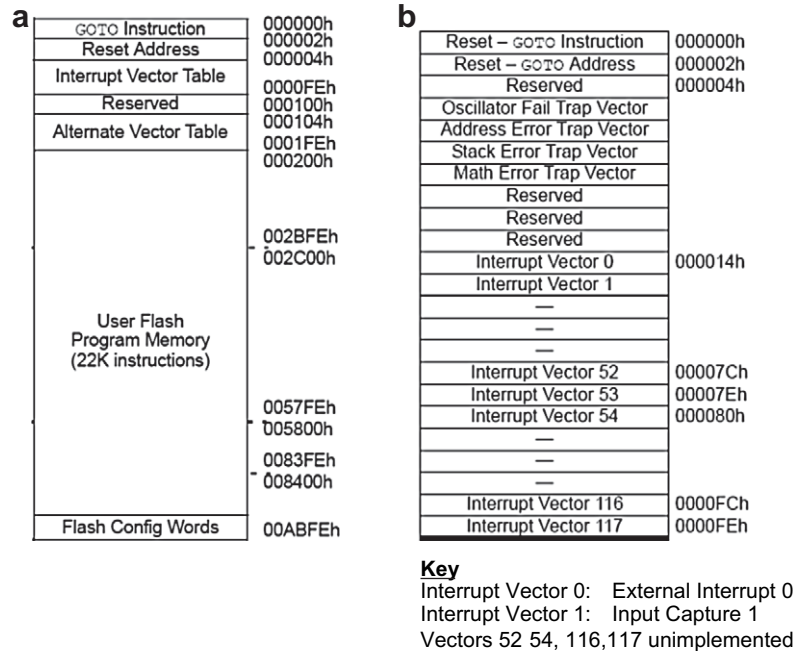 a
GOTO Instruction 000000h
Reset Address 000002h
000004h
Interrupt Vector Table
0000FEh
Reserved 000100h
000104h
Alternate Vector Table
0001FEh
000200h
002BFEh
002C00h
User Flash
Program Memory
(22K instructions)
0057FEh
005800h
0083FEh
008400h
Flash Config Words 00ABFEh
b
Reset – GOTO Instruction 000000h
Reset – GOTO Address 000002h
Reserved 000004h
Oscillator Fail Trap Vector
Address Error Trap Vector
Stack Error Trap Vector
Math Error Trap Vector
Reserved
Reserved
Reserved
Interrupt Vector 0 000014h
Interrupt Vector 1
—
—
—
Interrupt Vector 52 00007Ch
Interrupt Vector 53 00007Eh
Interrupt Vector 54 000080h
—
—
—
Interrupt Vector 116 0000FCh
Interrupt Vector 117 0000FEh
Key
Interrupt Vector 0: External Interrupt 0
Interrupt Vector 1: Input Capture 1
Vectors 52 54, 116,117 unimplemented